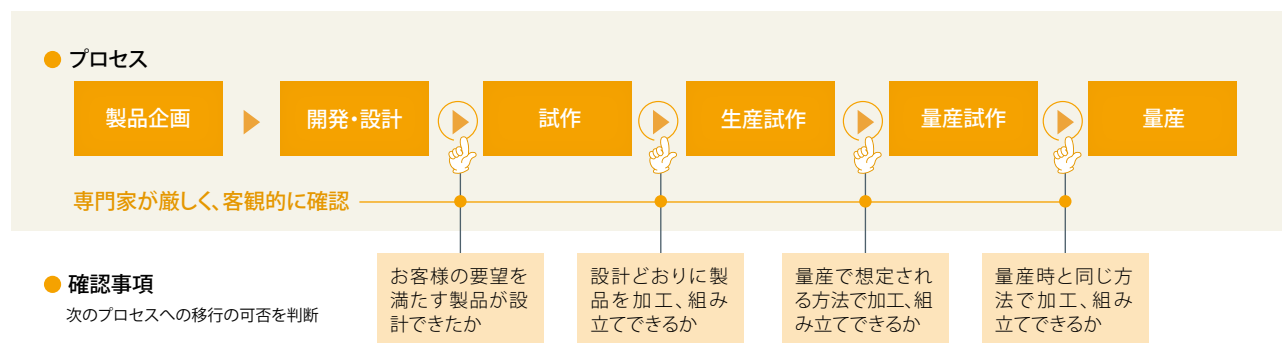 プロセス
製品企画
開発・設計
試作
生産試作
量産試作
量産
専門家が厳しく、客観的に確認
確認事項
次のプロセスへの移行の可否を判断
お客様の要望を
満たす製品が設
計できたか
設計どおりに製
品を加工、組み
立てできるか
量産で想定され
る方法で加工、組
み立てできるか
量産時と同じ方
法で加工、組み
立てできるか